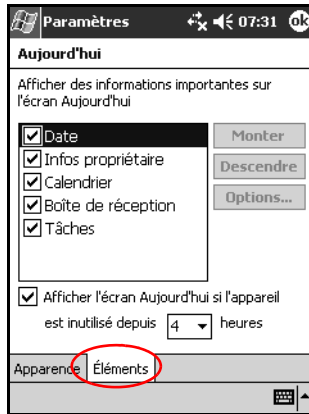 Paramètres 07:31 ok
Aujourd'hui
Afficher des informations importantes sur
l'écran Aujourd'hui
Date
Monter
Infos propriétaire
Descendre
Calendrier
Options...
Boîte de réception
Tâches
Afficher l'écran Aujourd'hui si l'appareil
est inutilisé depuis 4 heures
Apparence Éléments